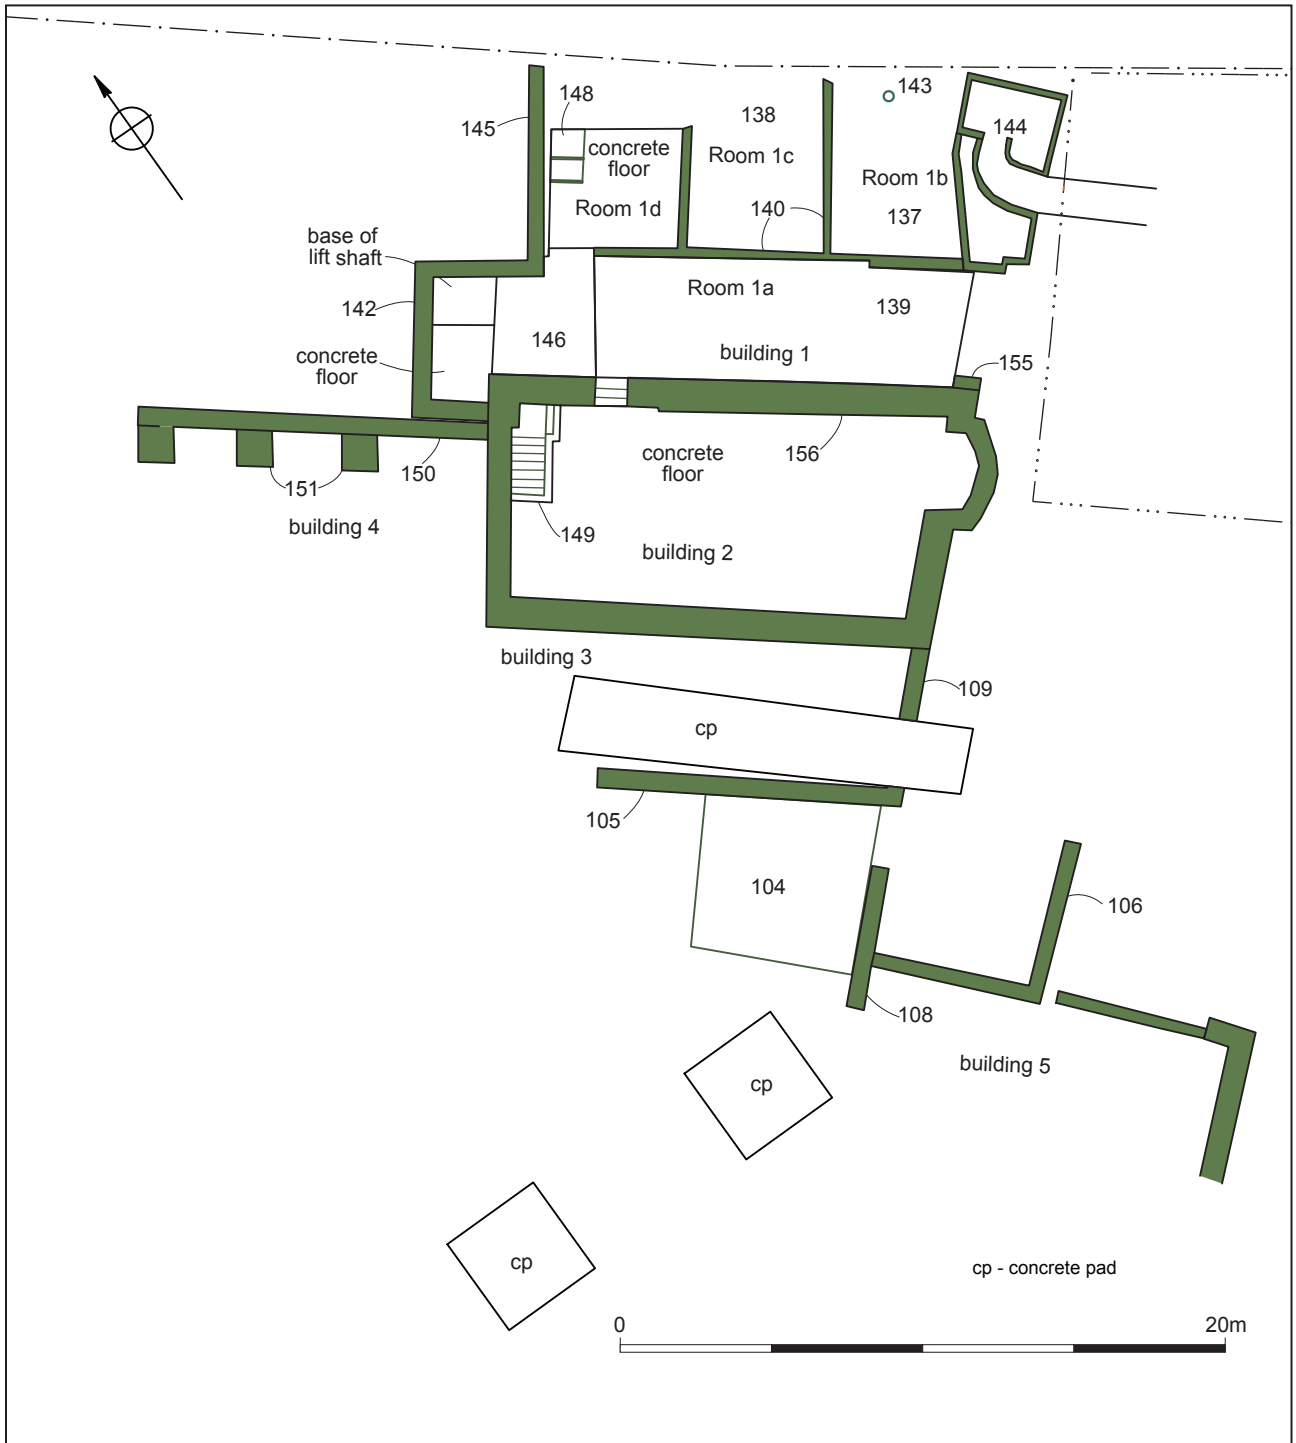 143
148
138
144
145
concrete
floor
Room 1c
Room 1b
Room 1d
140
137
base of
lift shaft
Room 1a
139
142
146
building 1
concrete
floor
155
concrete
floor
156
150
151
building 4
149
building 2
building 3
109
cp
105
104
106
108
building 5
cp
cp
cp - concrete pad
0
20m